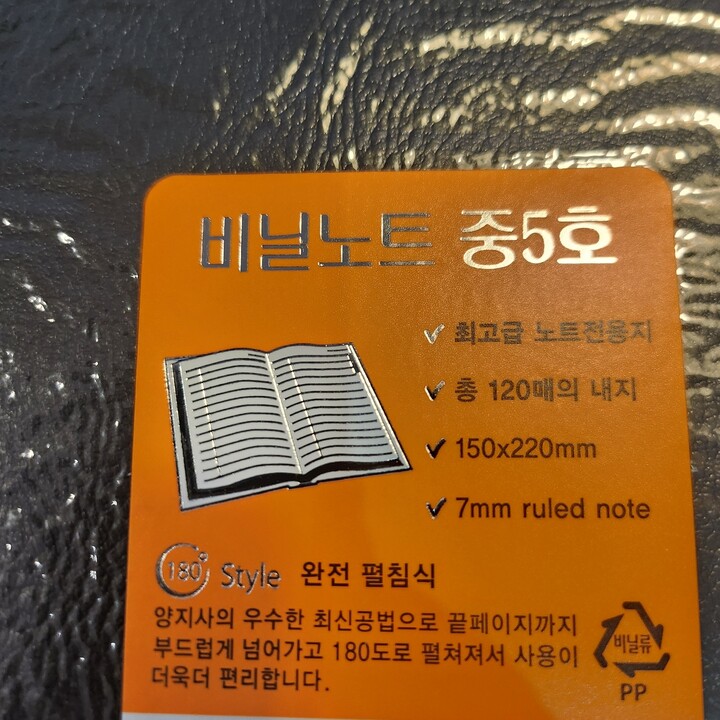 비닐노트 중5호
최고급 노트전용지
총 120매의 내지
150x220mm
7mm ruled note
180° Style 완전 펼침식
양지사의 우수한 최신공법으로 끝페이지까지
부드럽게 넘어가고 180도로 펼쳐져서 사용이
더욱더 편리합니다.
비닐류
PP